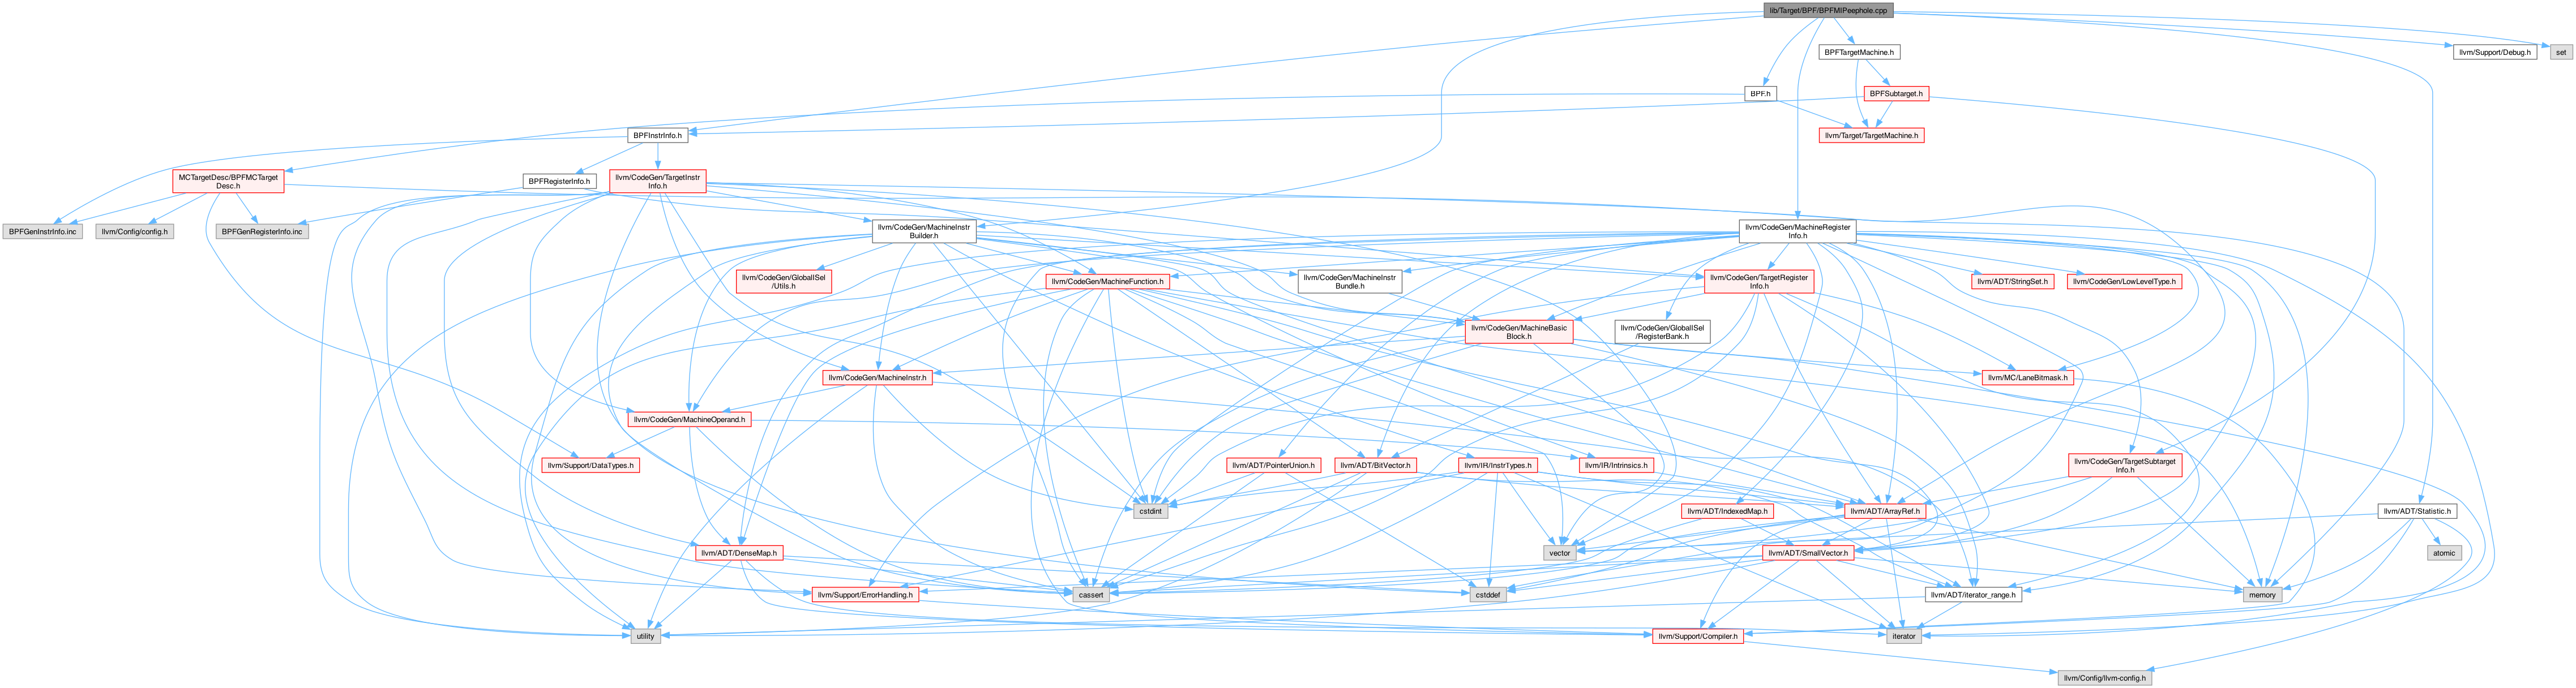 lib/Target/BPF/BPFMIPeephole.cpp
BPFTargetMachine.h
llvm/Support/Debug.h
set
BPF.h
BPFSubtarget.h
BPFInstrInfo.h
llvm/Target/TargetMachine.h
MCTargetDesc/BPFMCTarget
Desc.h
BPFRegisterInfo.h
llvm/CodeGen/TargetInstr
Info.h
BPFGenInstrInfo.inc
llvm/Config/config.h
BPFGenRegisterInfo.inc
llvm/CodeGen/MachineInstr
Builder.h
llvm/CodeGen/MachineRegister
Info.h
llvm/CodeGen/GlobalISel
/Utils.h
llvm/CodeGen/MachineFunction.h
llvm/CodeGen/MachineInstr
Bundle.h
llvm/CodeGen/TargetRegister
Info.h
llvm/ADT/StringSet.h
llvm/CodeGen/LowLevelType.h
llvm/CodeGen/MachineBasic
Block.h
llvm/CodeGen/GlobalISel
/RegisterBank.h
llvm/CodeGen/MachineInstr.h
llvm/MC/LaneBitmask.h
llvm/CodeGen/MachineOperand.h
llvm/Support/DataTypes.h
llvm/ADT/PointerUnion.h
llvm/ADT/BitVector.h
llvm/IR/InstrTypes.h
llvm/IR/Intrinsics.h
llvm/CodeGen/TargetSubtarget
Info.h
cstdint
llvm/ADT/IndexedMap.h
llvm/ADT/ArrayRef.h
llvm/ADT/Statistic.h
llvm/ADT/DenseMap.h
vector
llvm/ADT/SmallVector.h
atomic
llvm/Support/ErrorHandling.h
cassert
cstddef
llvm/ADT/iterator_range.h
memory
utility
llvm/Support/Compiler.h
iterator
llvm/Config/llvm-config.h